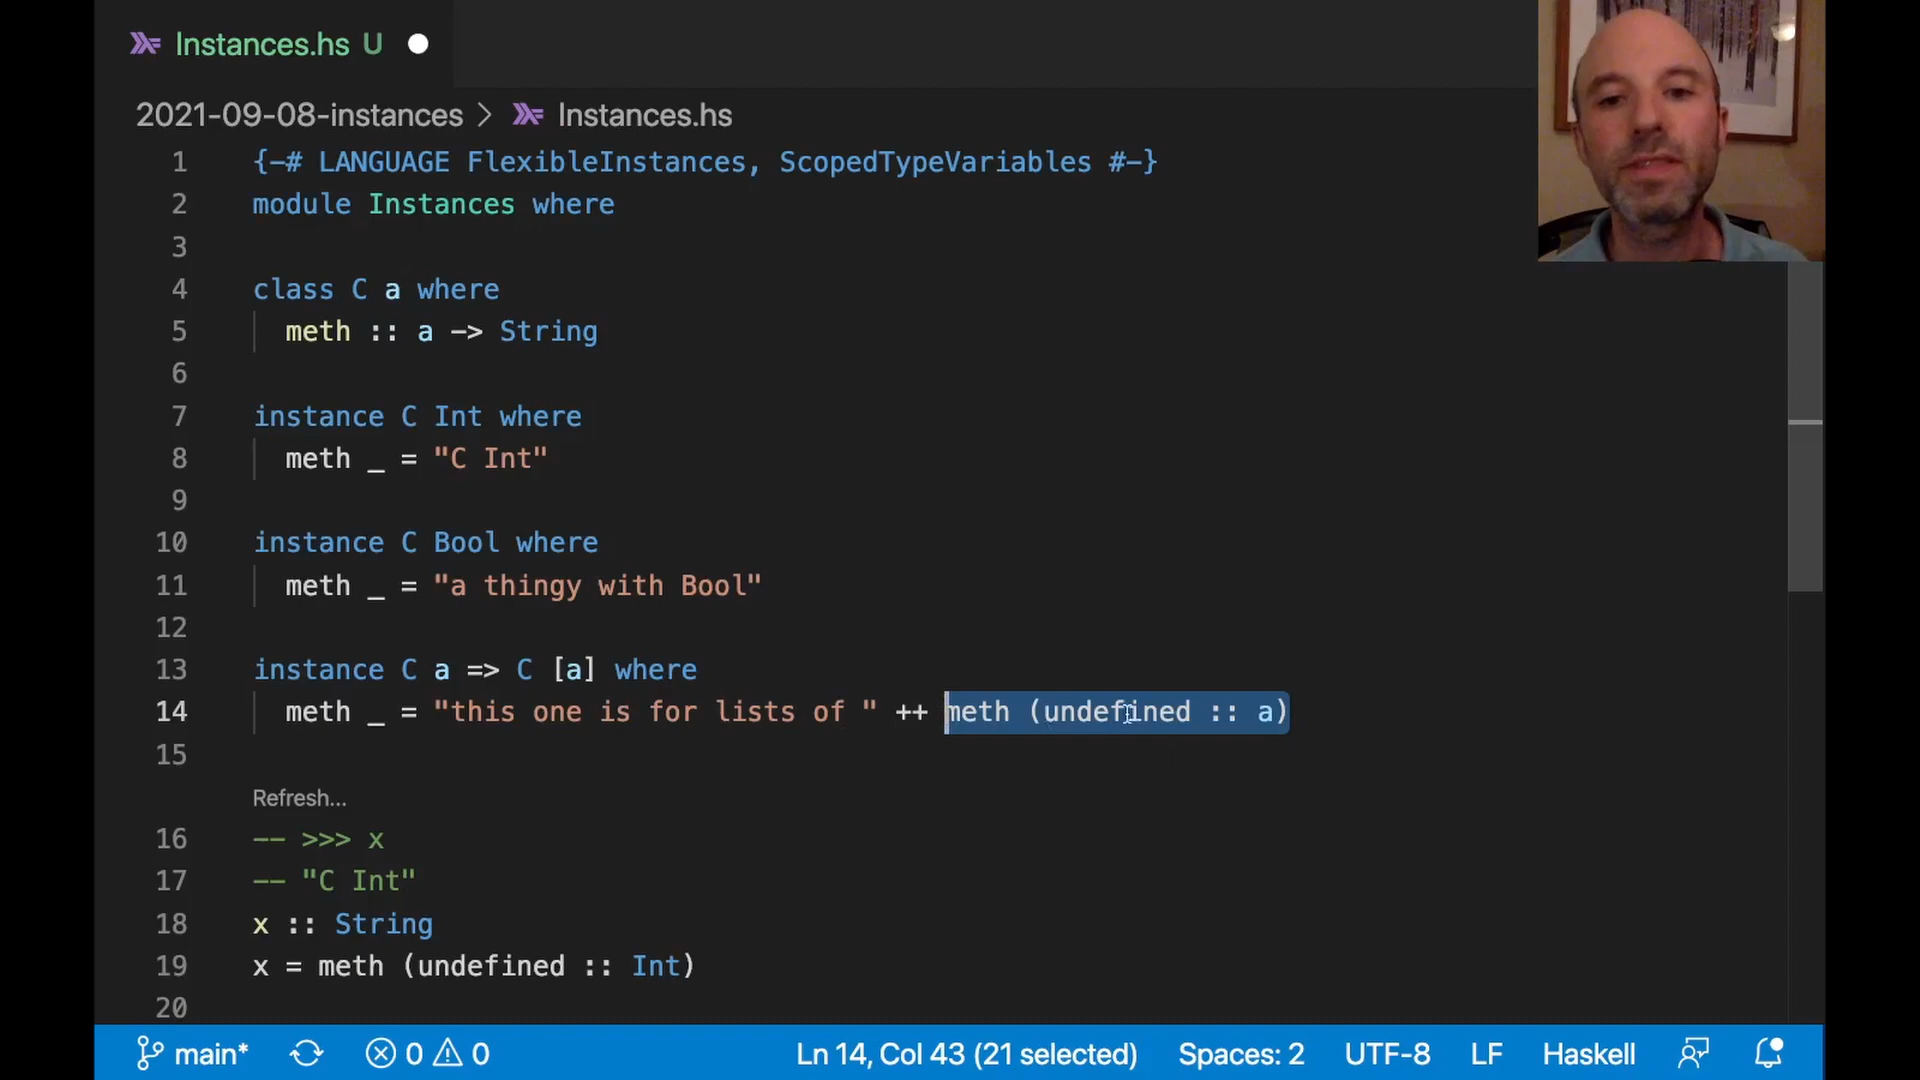 Instances.hs U
2021-09-08-instances > Instances.hs
1 {-# LANGUAGE FlexibleInstances, ScopedTypeVariables #-}
2 module Instances where
3
4 class C a where
5 meth :: a -> String
6
7 instance C Int where
8 meth _ = "C Int"
9
10 instance C Bool where
11 meth _ = "a thingy with Bool"
12
13 instance C a => C [a] where
14 meth _ = "this one is for lists of " ++ meth (undefined :: a)
15
Refresh...
16 -- >>> x
17 -- "C Int"
18 x :: String
19 x = meth (undefined :: Int)
20
main* 0 0 Ln 14, Col 43 (21 selected) Spaces: 2 UTF-8 LF Haskell